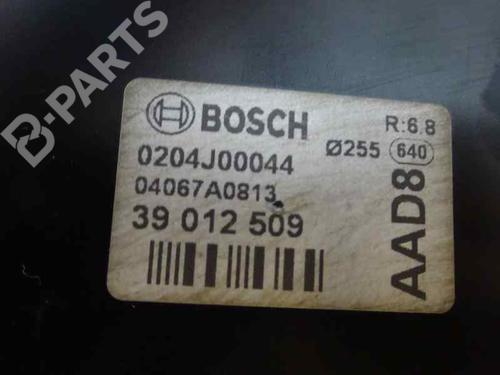 B-PARTS
BOSCH
R:6.8
0204J00044
Ø255 640
04067A0813
39 012 509
AAD8